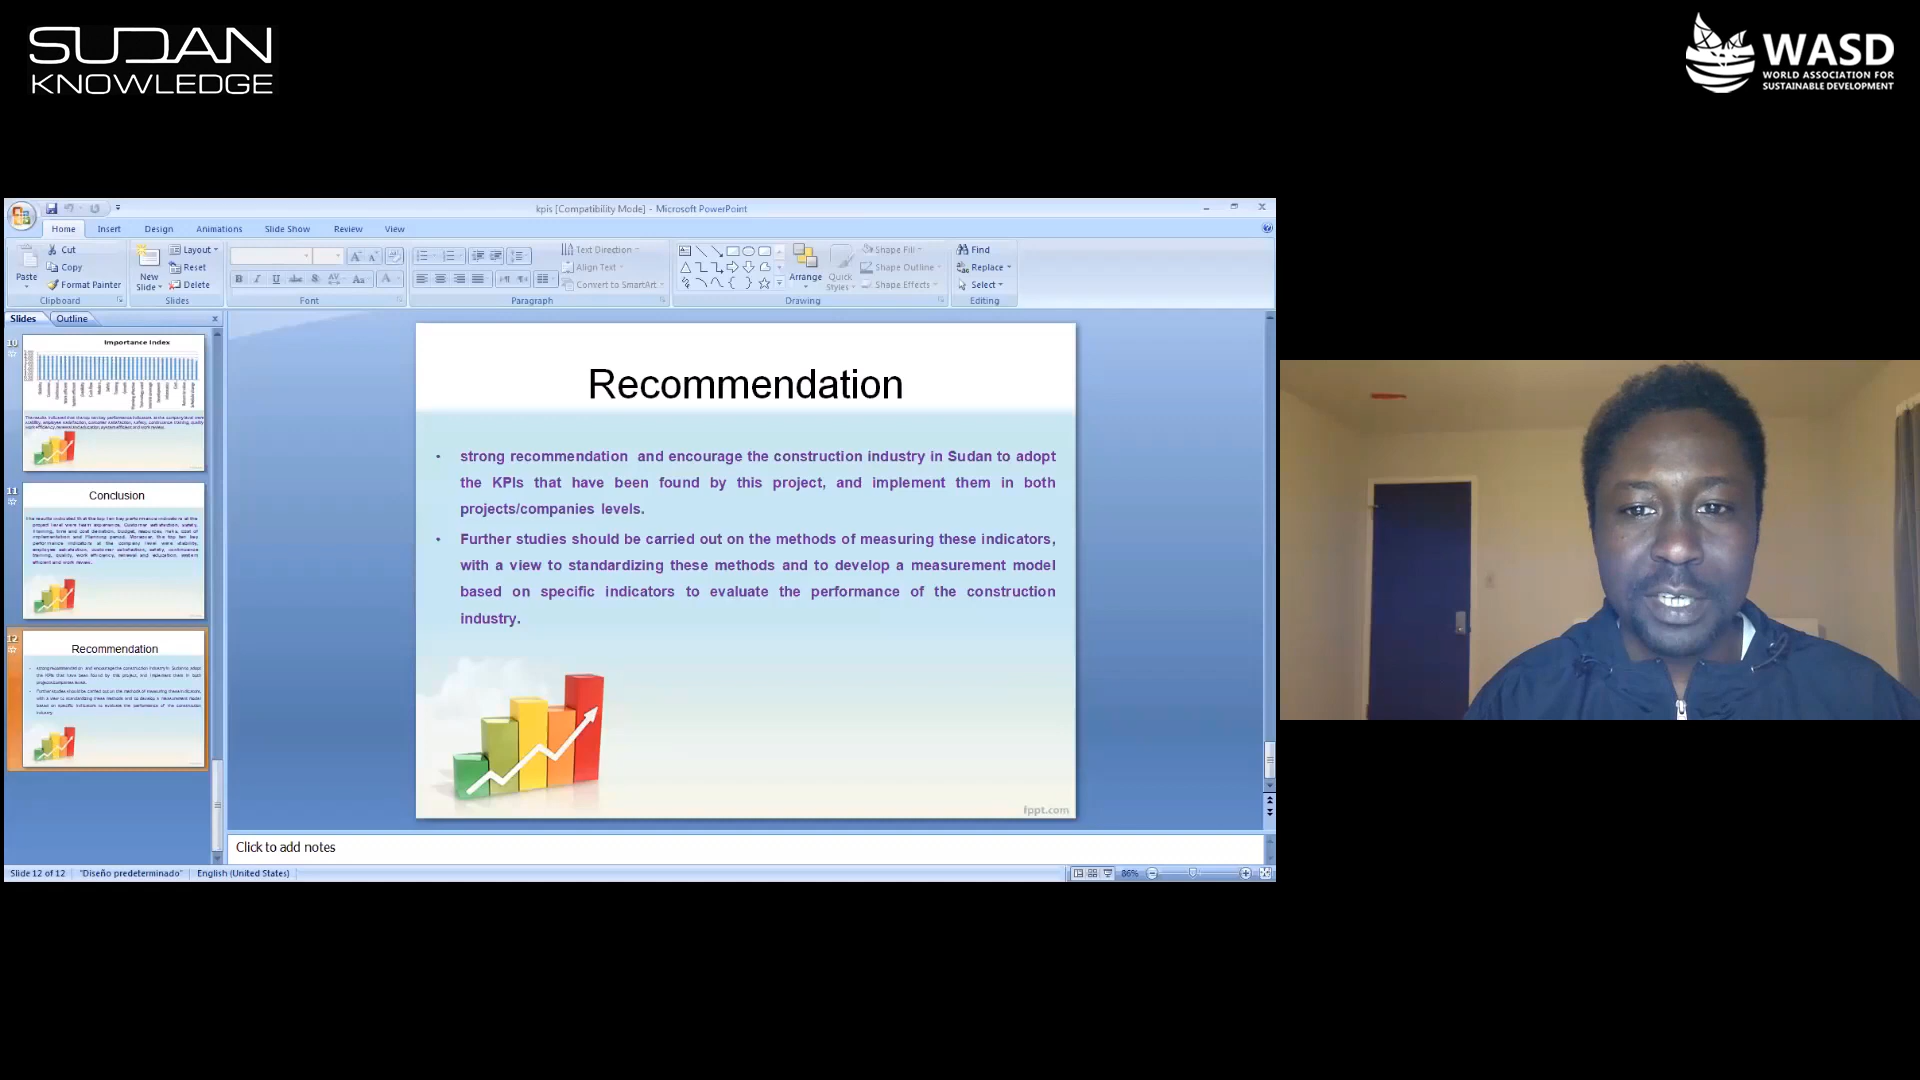 SUDAN
KNOWLEDGE
WASD
WORLD ASSOCIATION FOR
SUSTAINABLE DEVELOPMENT
kpis [Compatibility Mode] - Microsoft PowerPoint
Home Insert Design Animations Slide Show Review View
Cut
Copy
Format Painter
Paste
Clipboard
New
Slide
Layout
Reset
Delete
Slides
Font
Text Direction
Align Text
Convert to SmartArt
Paragraph
Arrange
Quick
Styles
Shape Fill
Shape Outline
Shape Effects
Drawing
Find
Replace
Select
Editing
Slides Outline
10
Importance Index
11
Conclusion
12
Recommendation
Recommendation
• strong recommendation and encourage the construction industry in Sudan to adopt
the KPIs that have been found by this project, and implement them in both
projects/companies levels.
• Further studies should be carried out on the methods of measuring these indicators,
with a view to standardizing these methods and to develop a measurement model
based on specific indicators to evaluate the performance of the construction
industry.
fppt.com
Click to add notes
Slide 12 of 12 "Diseño predeterminado" English (United States) 86%